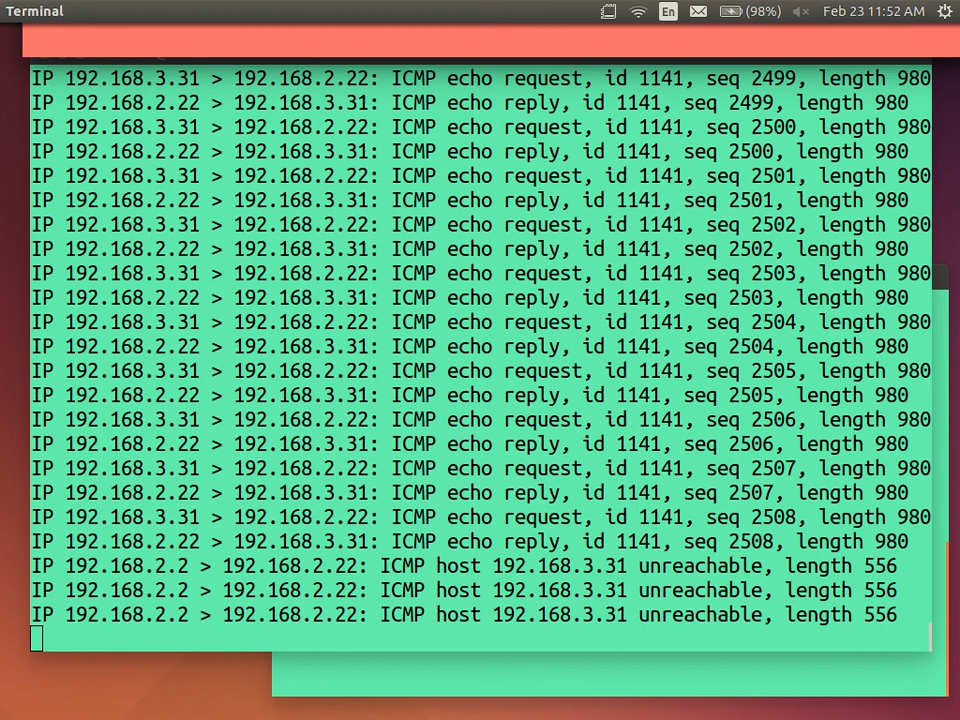 Terminal En (98%) Feb 23 11:52 AM
IP 192.168.3.31 > 192.168.2.22: ICMP echo request, id 1141, seq 2499, length 980
IP 192.168.2.22 > 192.168.3.31: ICMP echo reply, id 1141, seq 2499, length 980
IP 192.168.3.31 > 192.168.2.22: ICMP echo request, id 1141, seq 2500, length 980
IP 192.168.2.22 > 192.168.3.31: ICMP echo reply, id 1141, seq 2500, length 980
IP 192.168.3.31 > 192.168.2.22: ICMP echo request, id 1141, seq 2501, length 980
IP 192.168.2.22 > 192.168.3.31: ICMP echo reply, id 1141, seq 2501, length 980
IP 192.168.3.31 > 192.168.2.22: ICMP echo request, id 1141, seq 2502, length 980
IP 192.168.2.22 > 192.168.3.31: ICMP echo reply, id 1141, seq 2502, length 980
IP 192.168.3.31 > 192.168.2.22: ICMP echo request, id 1141, seq 2503, length 980
IP 192.168.2.22 > 192.168.3.31: ICMP echo reply, id 1141, seq 2503, length 980
IP 192.168.3.31 > 192.168.2.22: ICMP echo request, id 1141, seq 2504, length 980
IP 192.168.2.22 > 192.168.3.31: ICMP echo reply, id 1141, seq 2504, length 980
IP 192.168.3.31 > 192.168.2.22: ICMP echo request, id 1141, seq 2505, length 980
IP 192.168.2.22 > 192.168.3.31: ICMP echo reply, id 1141, seq 2505, length 980
IP 192.168.3.31 > 192.168.2.22: ICMP echo request, id 1141, seq 2506, length 980
IP 192.168.2.22 > 192.168.3.31: ICMP echo reply, id 1141, seq 2506, length 980
IP 192.168.3.31 > 192.168.2.22: ICMP echo request, id 1141, seq 2507, length 980
IP 192.168.2.22 > 192.168.3.31: ICMP echo reply, id 1141, seq 2507, length 980
IP 192.168.3.31 > 192.168.2.22: ICMP echo request, id 1141, seq 2508, length 980
IP 192.168.2.22 > 192.168.3.31: ICMP echo reply, id 1141, seq 2508, length 980
IP 192.168.2.2 > 192.168.2.22: ICMP host 192.168.3.31 unreachable, length 556
IP 192.168.2.2 > 192.168.2.22: ICMP host 192.168.3.31 unreachable, length 556
IP 192.168.2.2 > 192.168.2.22: ICMP host 192.168.3.31 unreachable, length 556